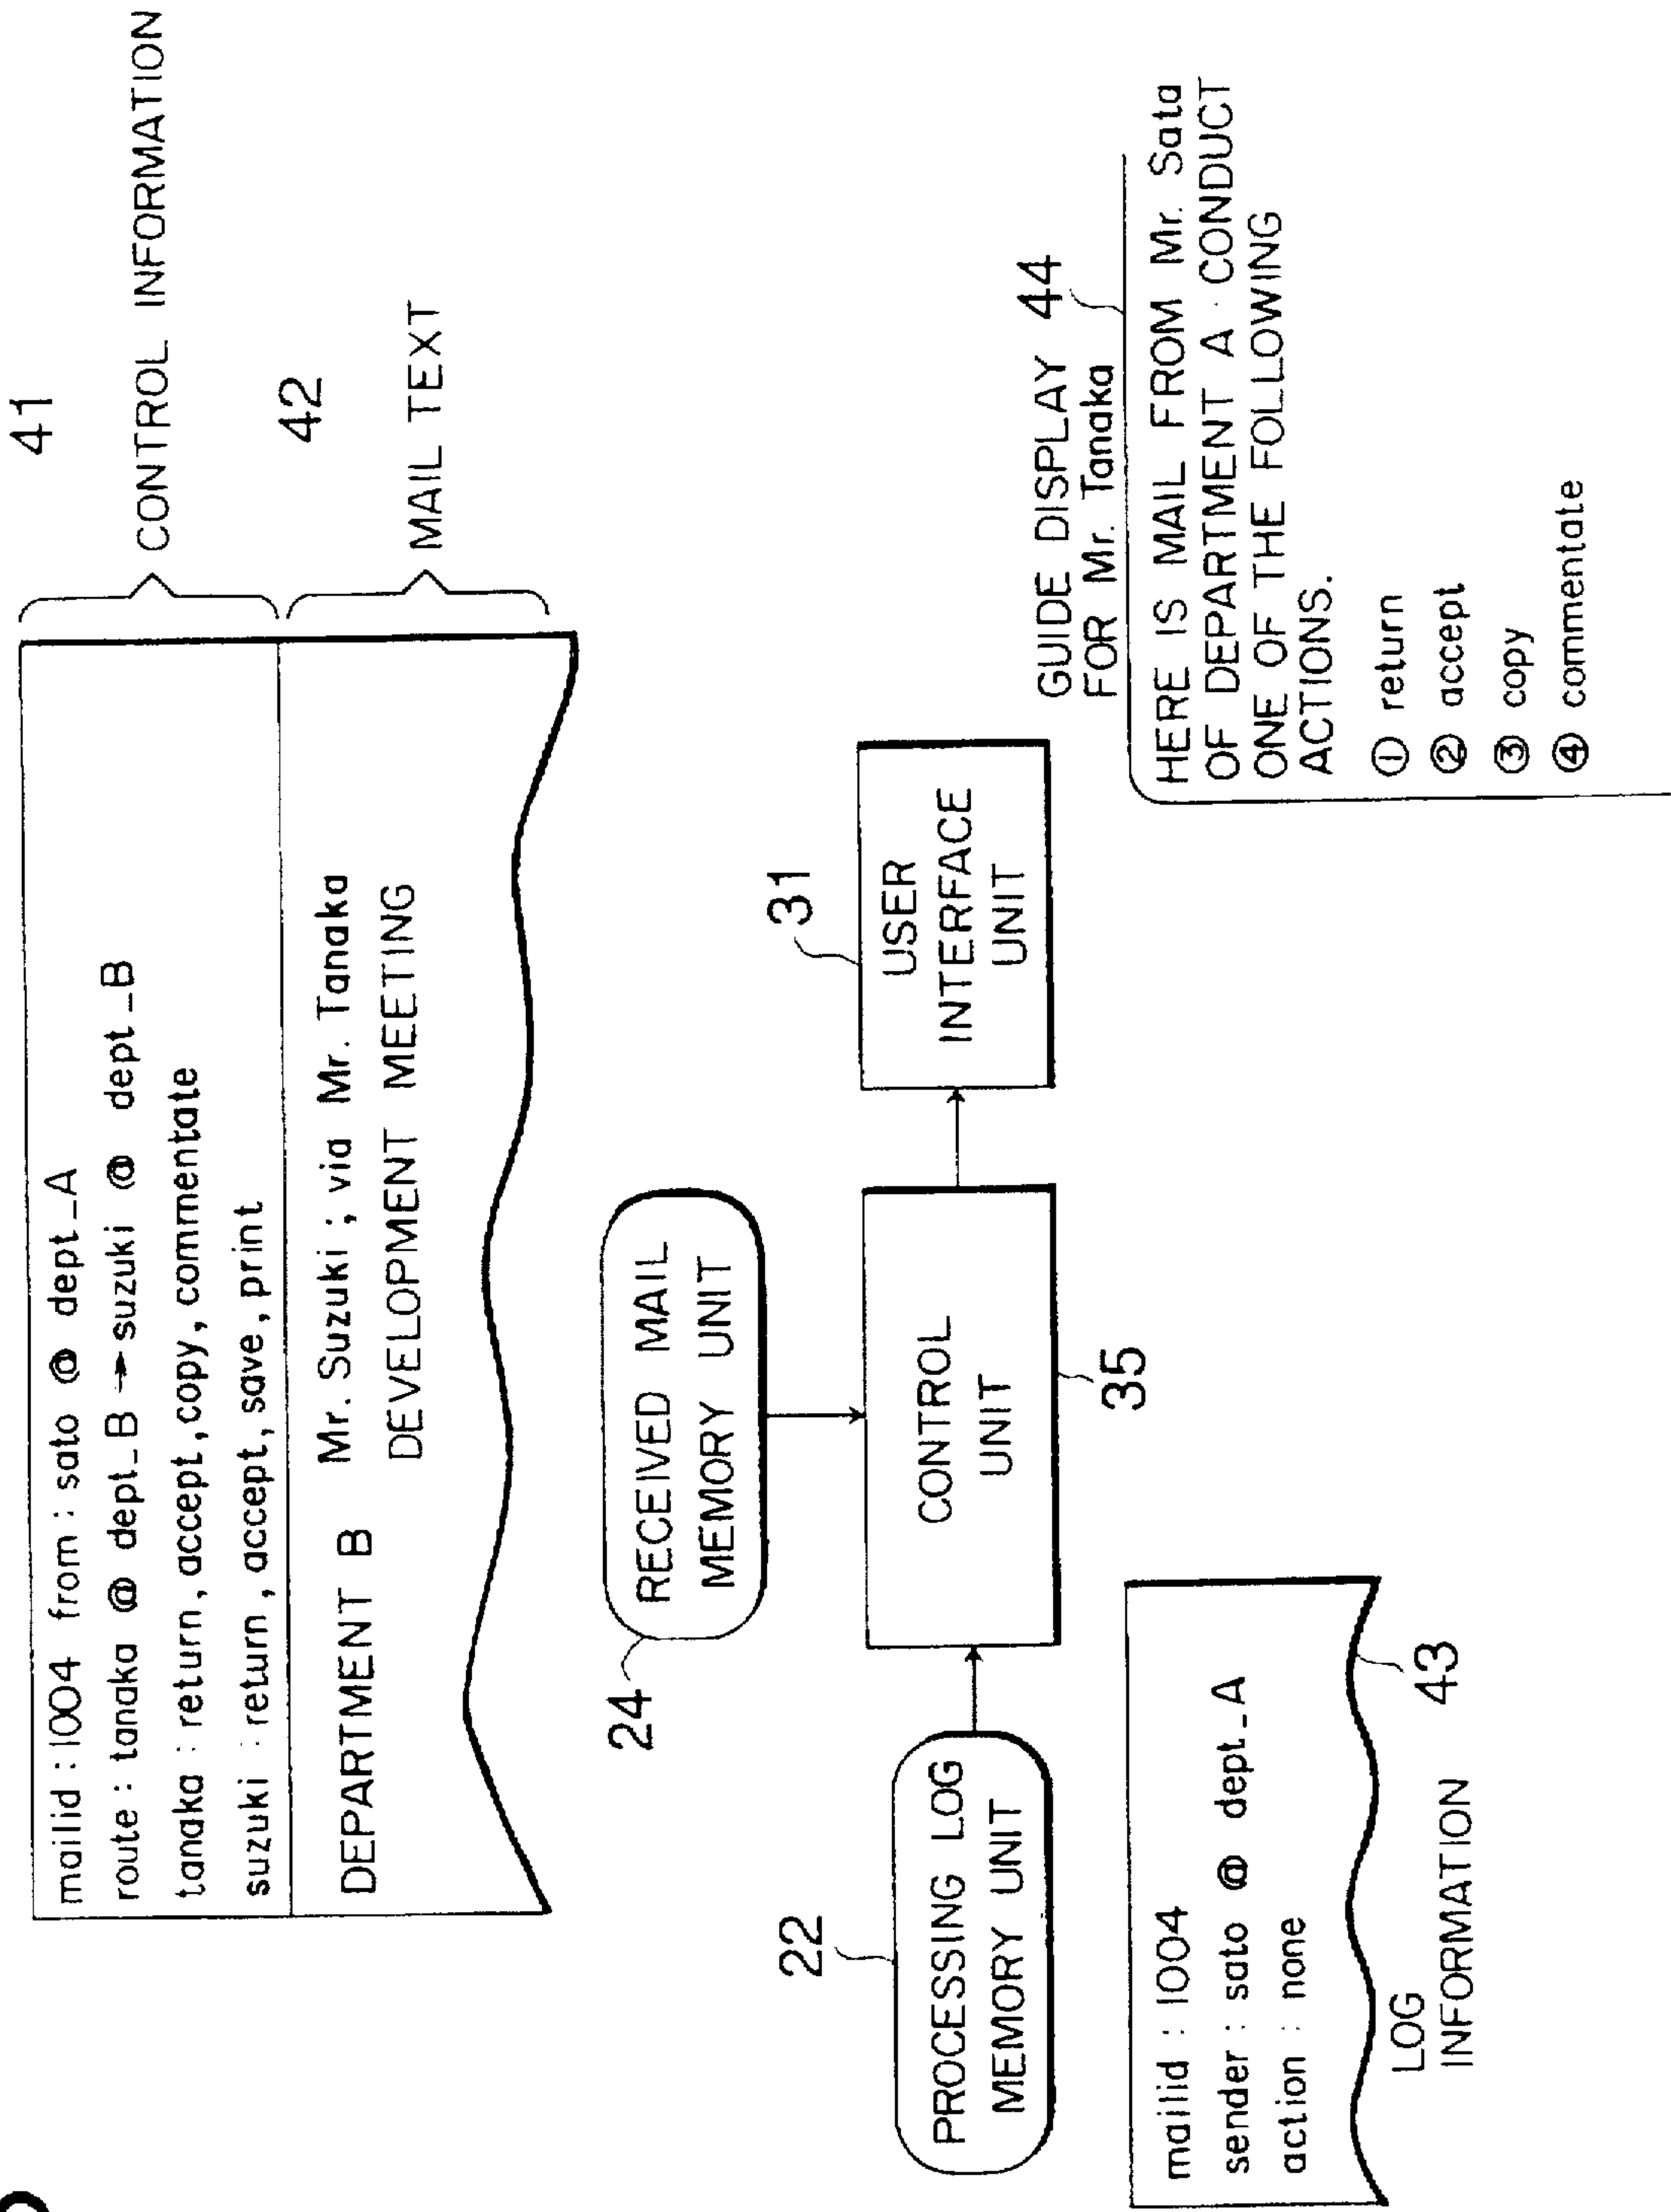 41
mailid : 1004 from : sato @ dept_A
route : tanaka @ dept_B → suzuki @ dept_B
tanaka : return, accept, copy, commentate
suzuki : return, accept, save, print
CONTROL INFORMATION
42
DEPARTMENT B Mr. Suzuki ; via Mr. Tanaka
DEVELOPMENT MEETING
MAIL TEXT
24
RECEIVED MAIL
MEMORY UNIT
22
PROCESSING LOG
MEMORY UNIT
CONTROL
UNIT
35
31
USER
INTERFACE
UNIT
mailid : 1004
sender : sato @ dept_A
action : none
43
LOG
INFORMATION
GUIDE DISPLAY 44
FOR Mr. Tanaka
HERE IS MAIL FROM Mr. Sata
OF DEPARTMENT A · CONDUCT
ONE OF THE FOLLOWING
ACTIONS.
① return
② accept
③ copy
④ commentate